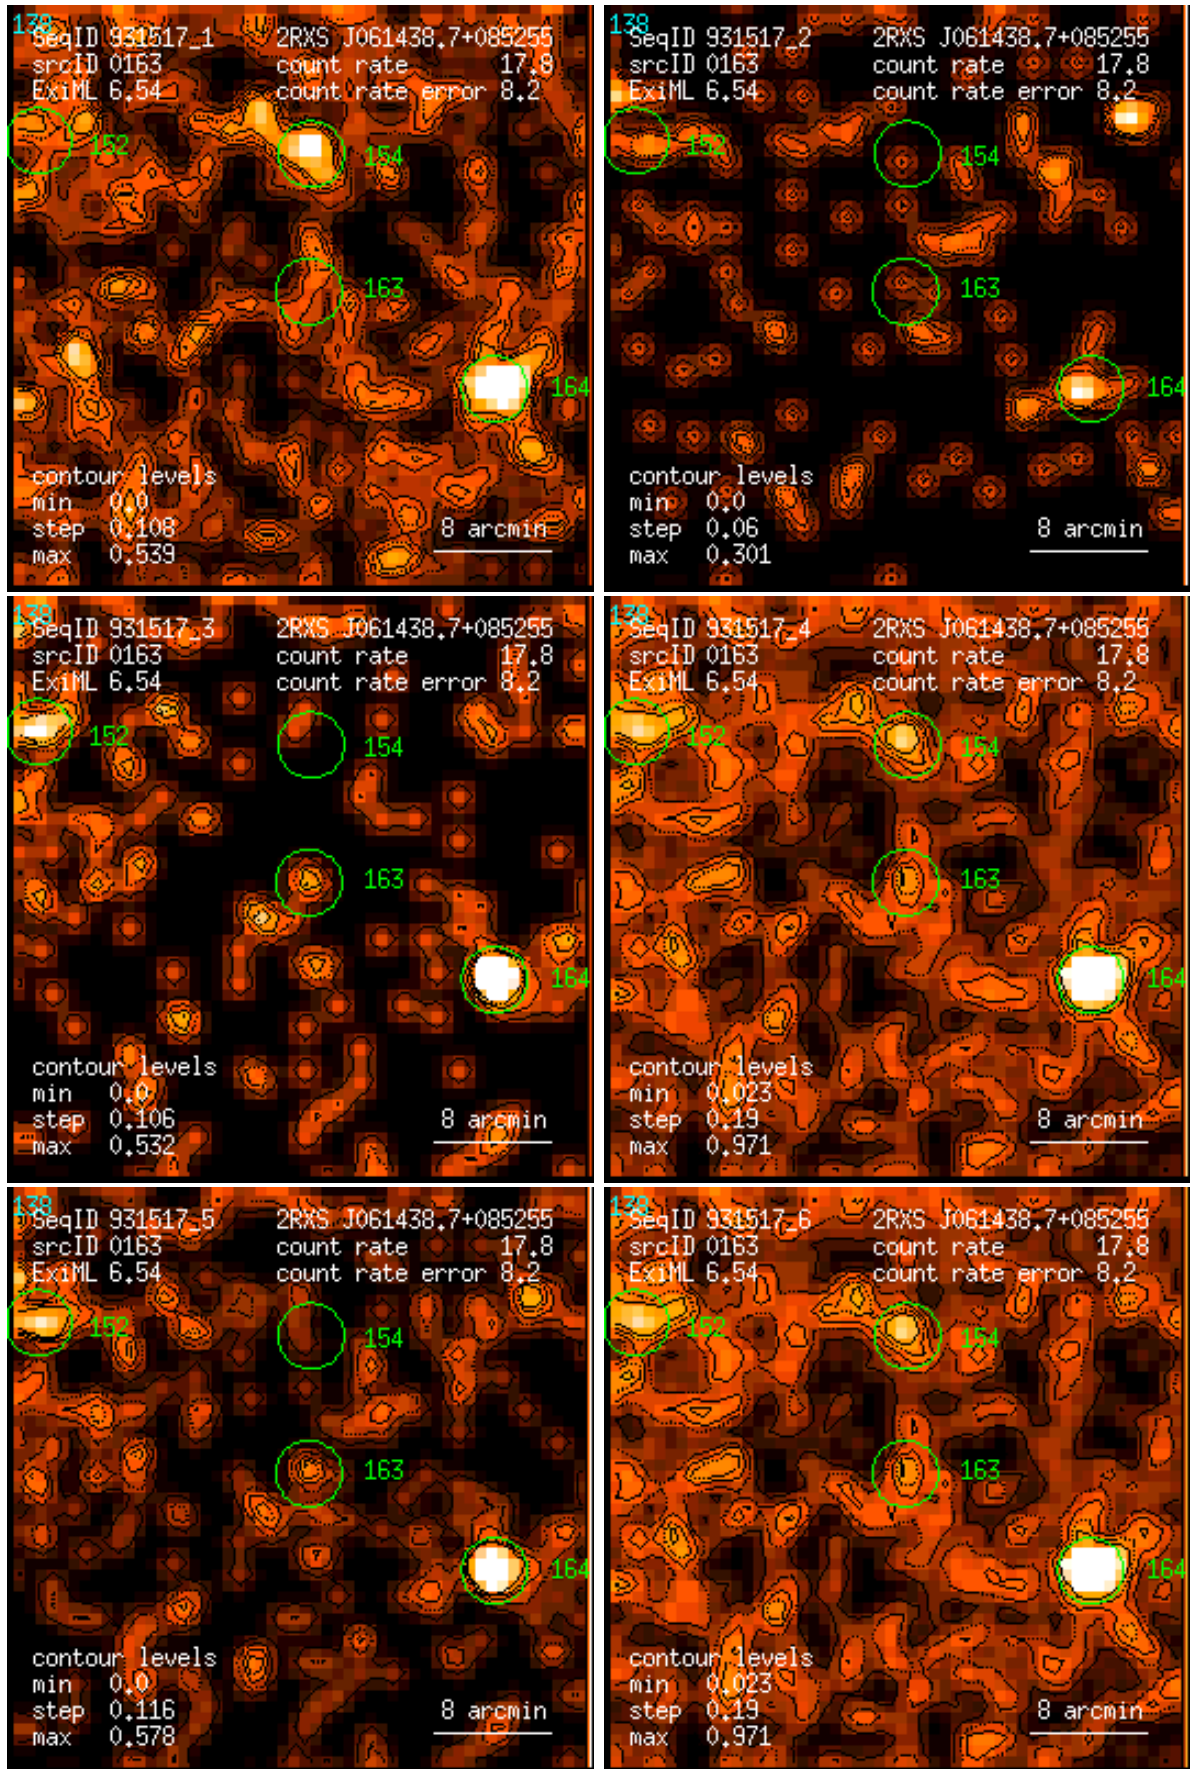 138
SeqID 931517_1 2RXS J061438.7+085255
srcID 0163 count rate 17.8
ExiML 6.54 count rate error 8.2
152
154
163
164
contour levels
min 0.0
step 0.108 8 arcmin
max 0.539
138
SeqID 931517_2 2RXS J061438.7+085255
srcID 0163 count rate 17.8
ExiML 6.54 count rate error 8.2
152
154
163
164
contour levels
min 0.0
step 0.06 8 arcmin
max 0.301
138
SeqID 931517_3 2RXS J061438.7+085255
srcID 0163 count rate 17.8
ExiML 6.54 count rate error 8.2
152
154
163
164
contour levels
min 0.0
step 0.106 8 arcmin
max 0.532
138
SeqID 931517_4 2RXS J061438.7+085255
srcID 0163 count rate 17.8
ExiML 6.54 count rate error 8.2
152
154
163
164
contour levels
min 0.023
step 0.19 8 arcmin
max 0.971
138
SeqID 931517_5 2RXS J061438.7+085255
srcID 0163 count rate 17.8
ExiML 6.54 count rate error 8.2
152
154
163
164
contour levels
min 0.0
step 0.116 8 arcmin
max 0.578
138
SeqID 931517_6 2RXS J061438.7+085255
srcID 0163 count rate 17.8
ExiML 6.54 count rate error 8.2
152
154
163
164
contour levels
min 0.023
step 0.19 8 arcmin
max 0.971